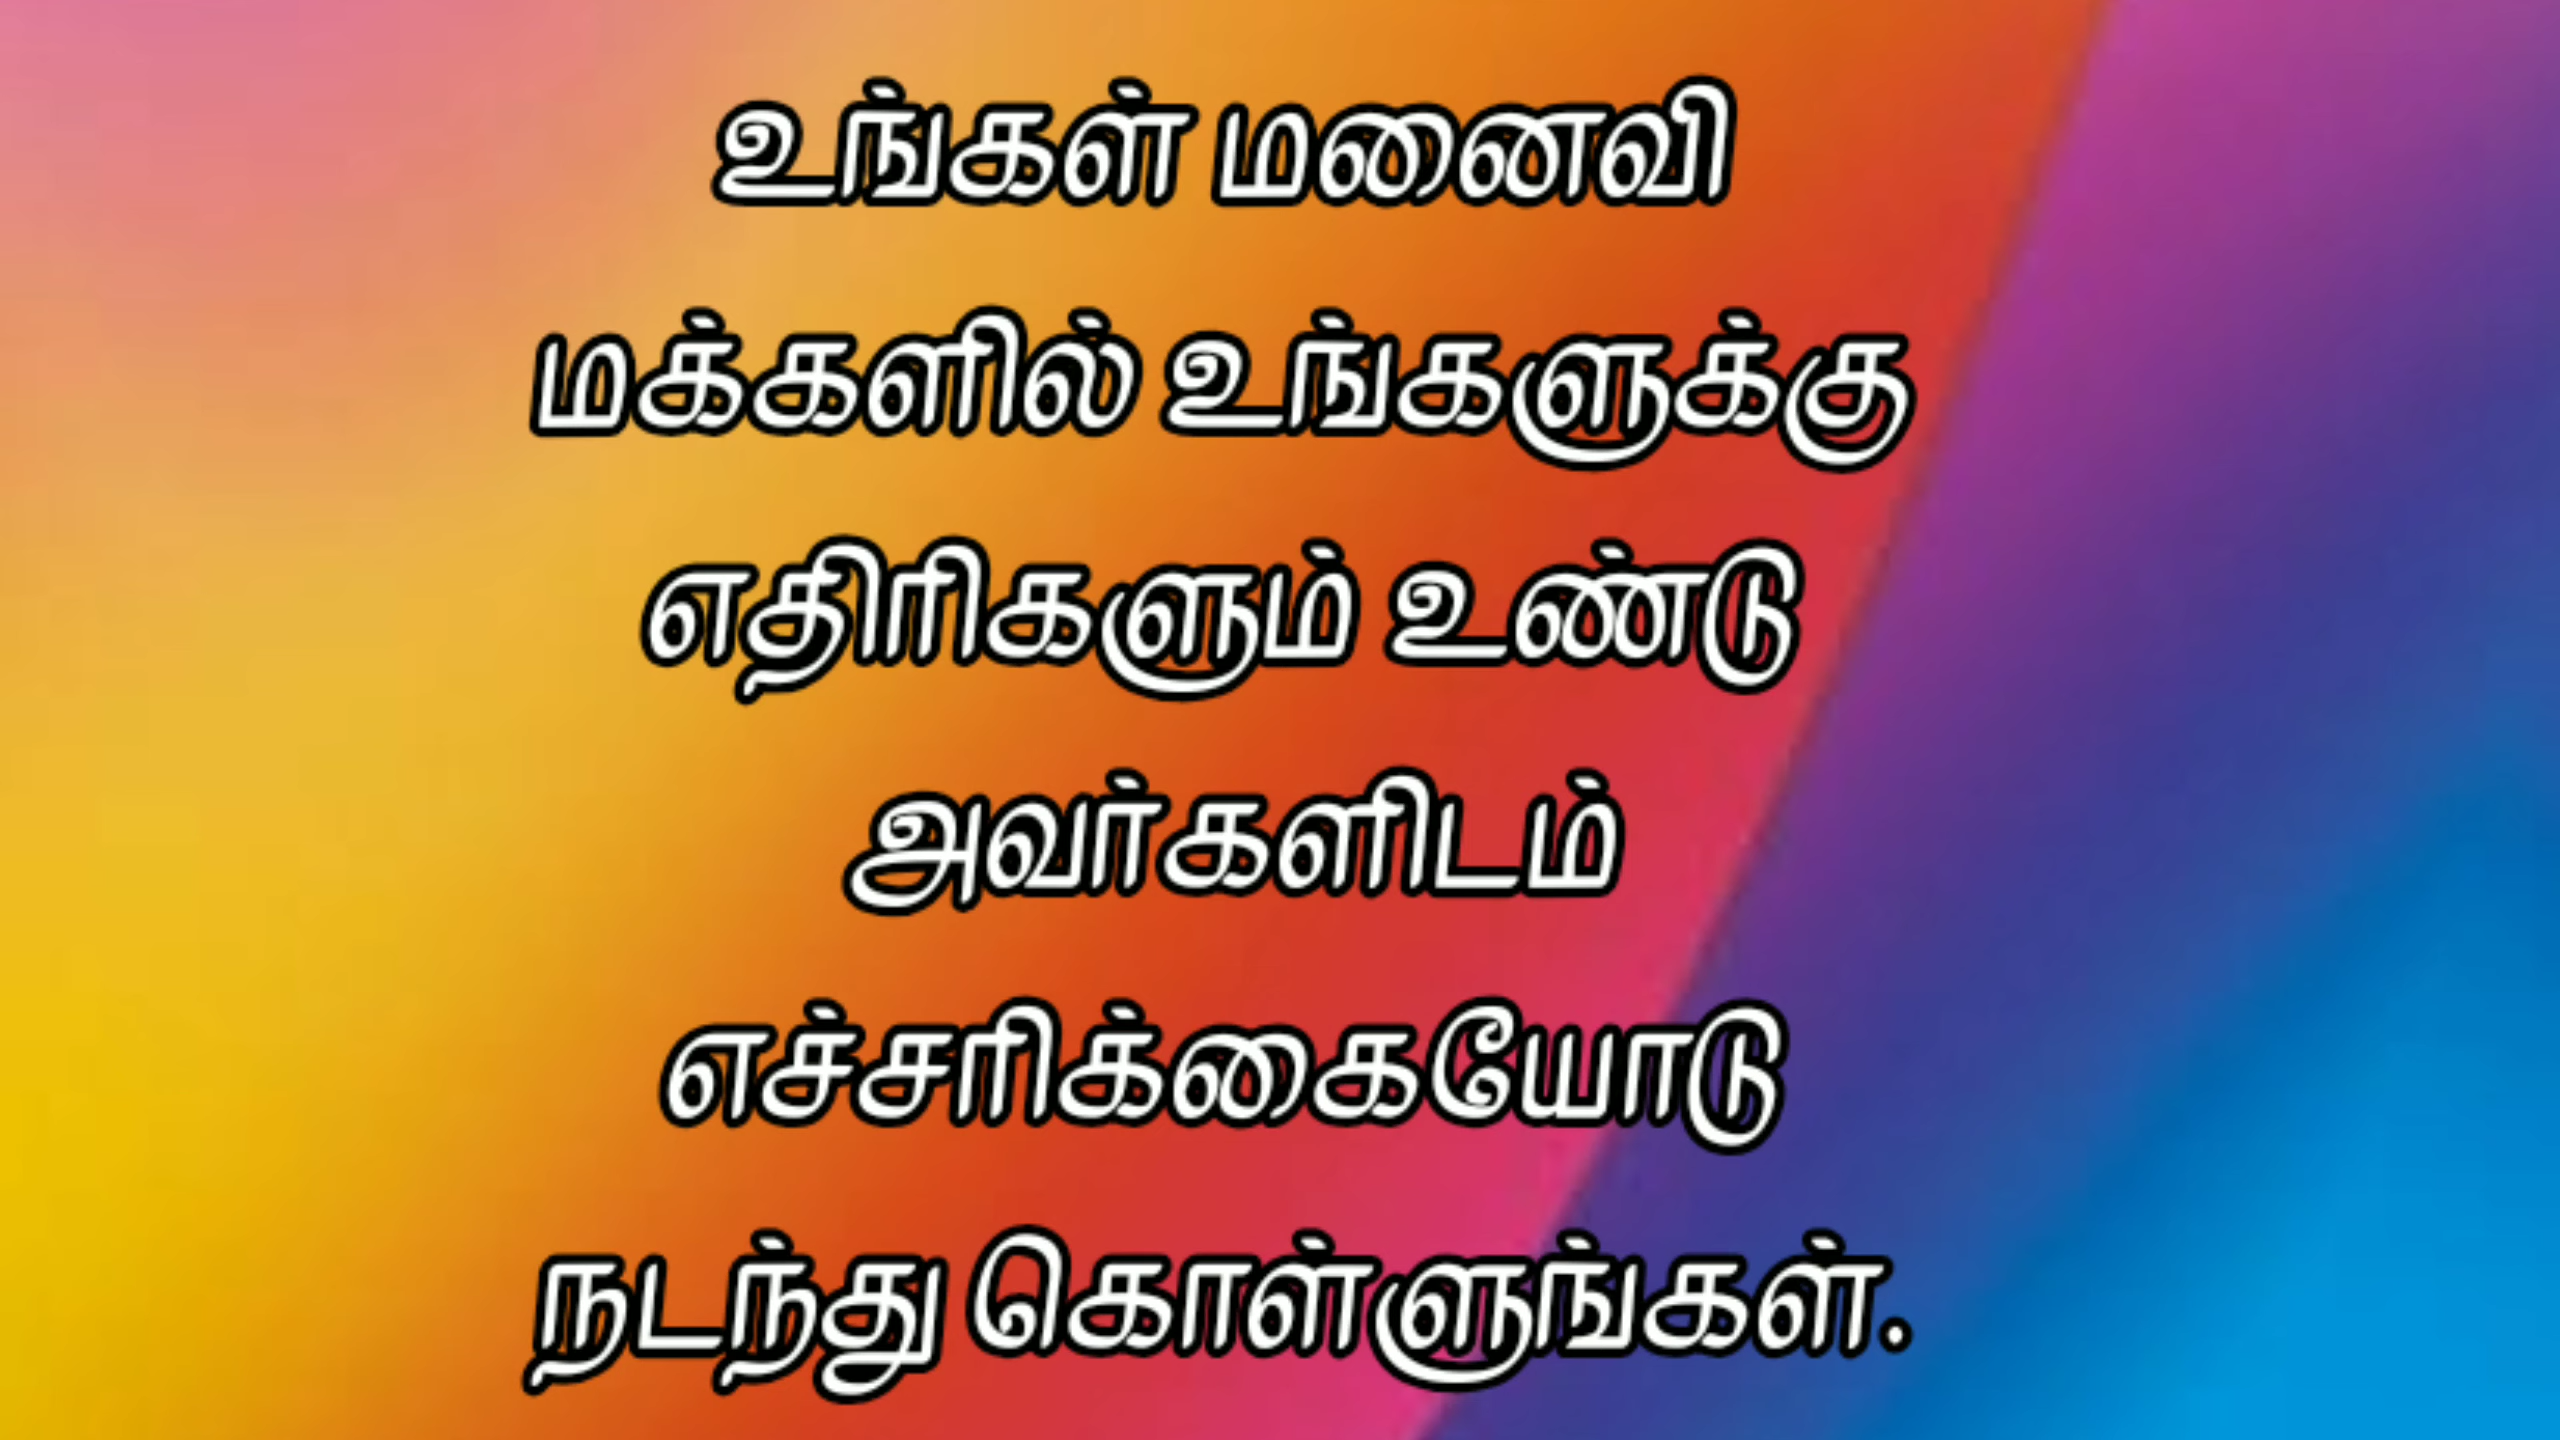 உங்கள் மனைவி
மக்களில் உங்களுக்கு
எதிரிகளும் உண்டு
அவர்களிடம்
எச்சரிக்கையோடு
நடந்து கொள்ளுங்கள்.